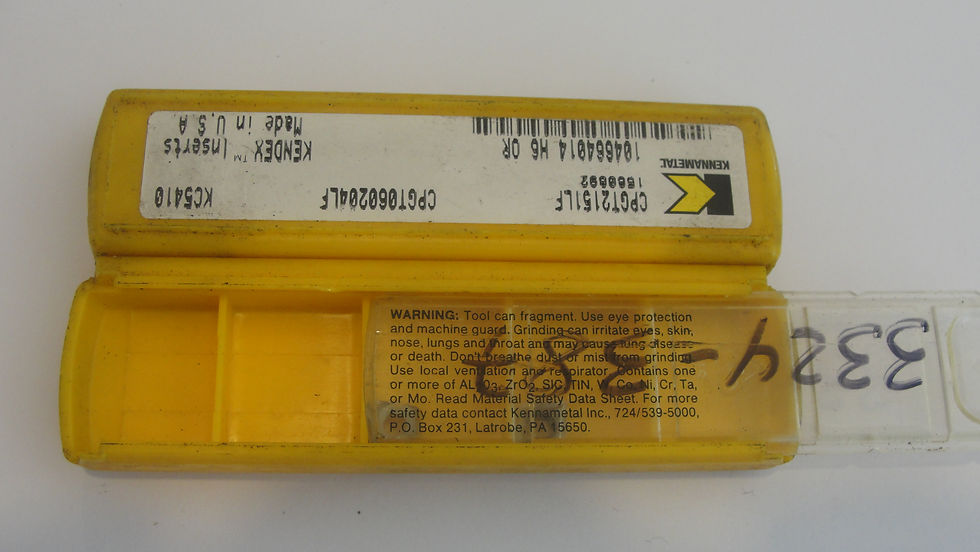 KENNAMETAL
CPGT2151LF CPGT060204LF KC5410
1580892
104664014 H6 QR KENDEX™ Inserts
Made in U.S.A
WARNING: Tool can fragment. Use eye protection
and machine guard. Grinding can irritate eyes, skin,
nose, lungs and throat and may cause lung disease
or death. Don't breathe dust or mist from grinding.
Use local ventilation and respirator. Contains one
or more of AL₂O₃, ZrO₂, SIC, TIN, W, Co, Ni, Cr, Ta,
or Mo. Read Material Safety Data Sheet. For more
safety data contact Kennametal Inc., 724/539-5000,
P.O. Box 231, Latrobe, PA 15650.